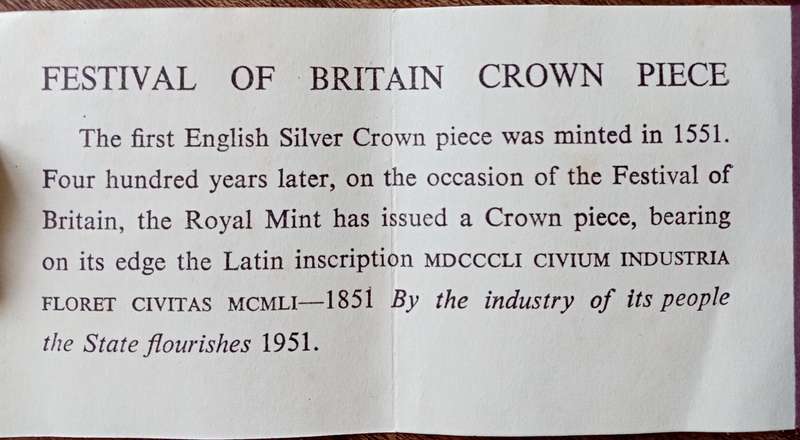 FESTIVAL OF BRITAIN CROWN PIECE
The first English Silver Crown piece was minted in 1551.
Four hundred years later, on the occasion of the Festival of
Britain, the Royal Mint has issued a Crown piece, bearing
on its edge the Latin inscription MDCCCLI CIVIUM INDUSTRIA
FLORET CIVITAS MCMLI—1851 By the industry of its people
the State flourishes 1951.